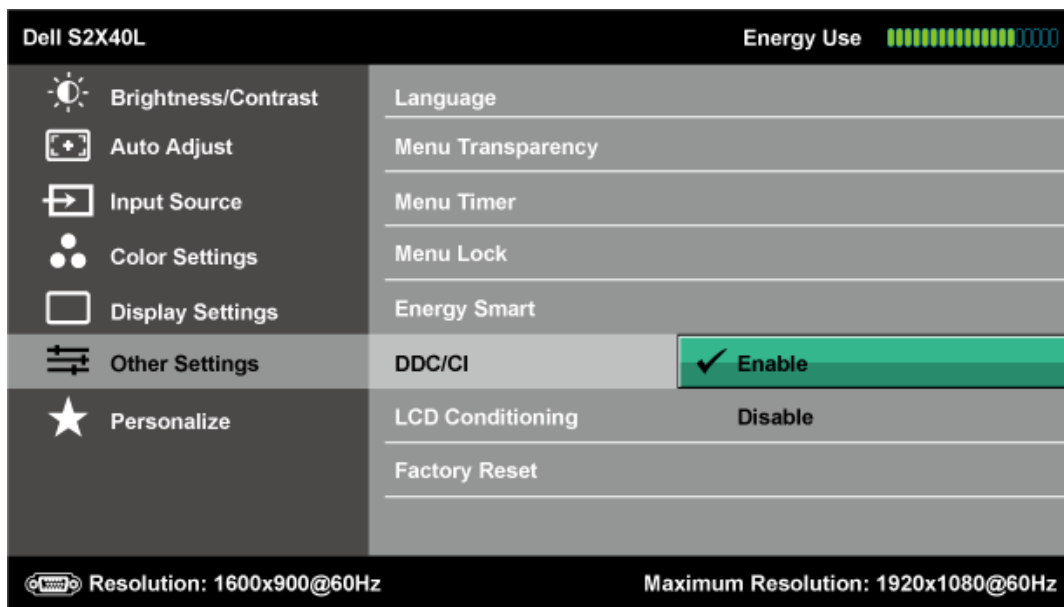 Dell S2X40L Energy Use
Brightness/Contrast Language
Auto Adjust Menu Transparency
Input Source Menu Timer
Color Settings Menu Lock
Display Settings Energy Smart
Other Settings DDC/CI Enable
Personalize LCD Conditioning Disable
Factory Reset
Resolution: 1600x900@60Hz Maximum Resolution: 1920x1080@60Hz